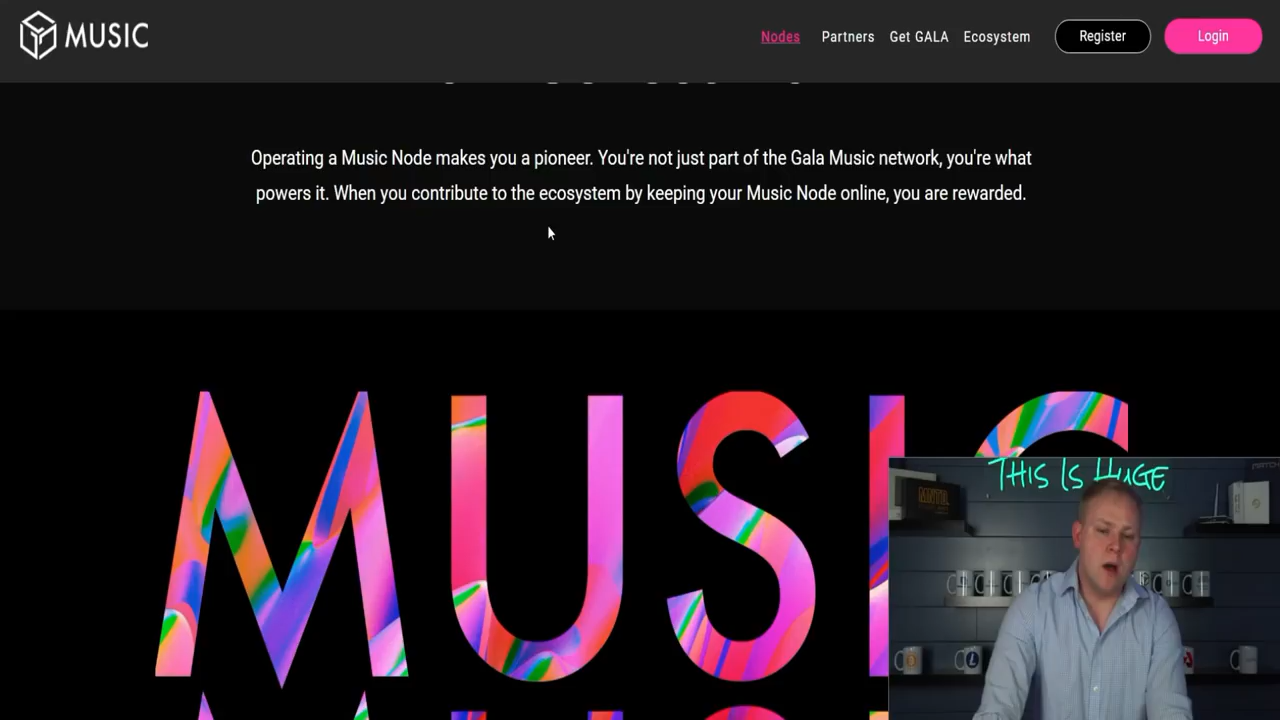 MUSIC
Nodes Partners Get GALA Ecosystem Register Login
Operating a Music Node makes you a pioneer. You're not just part of the Gala Music network, you're what
powers it. When you contribute to the ecosystem by keeping your Music Node online, you are rewarded.
MUSIC
THIS IS HUGE